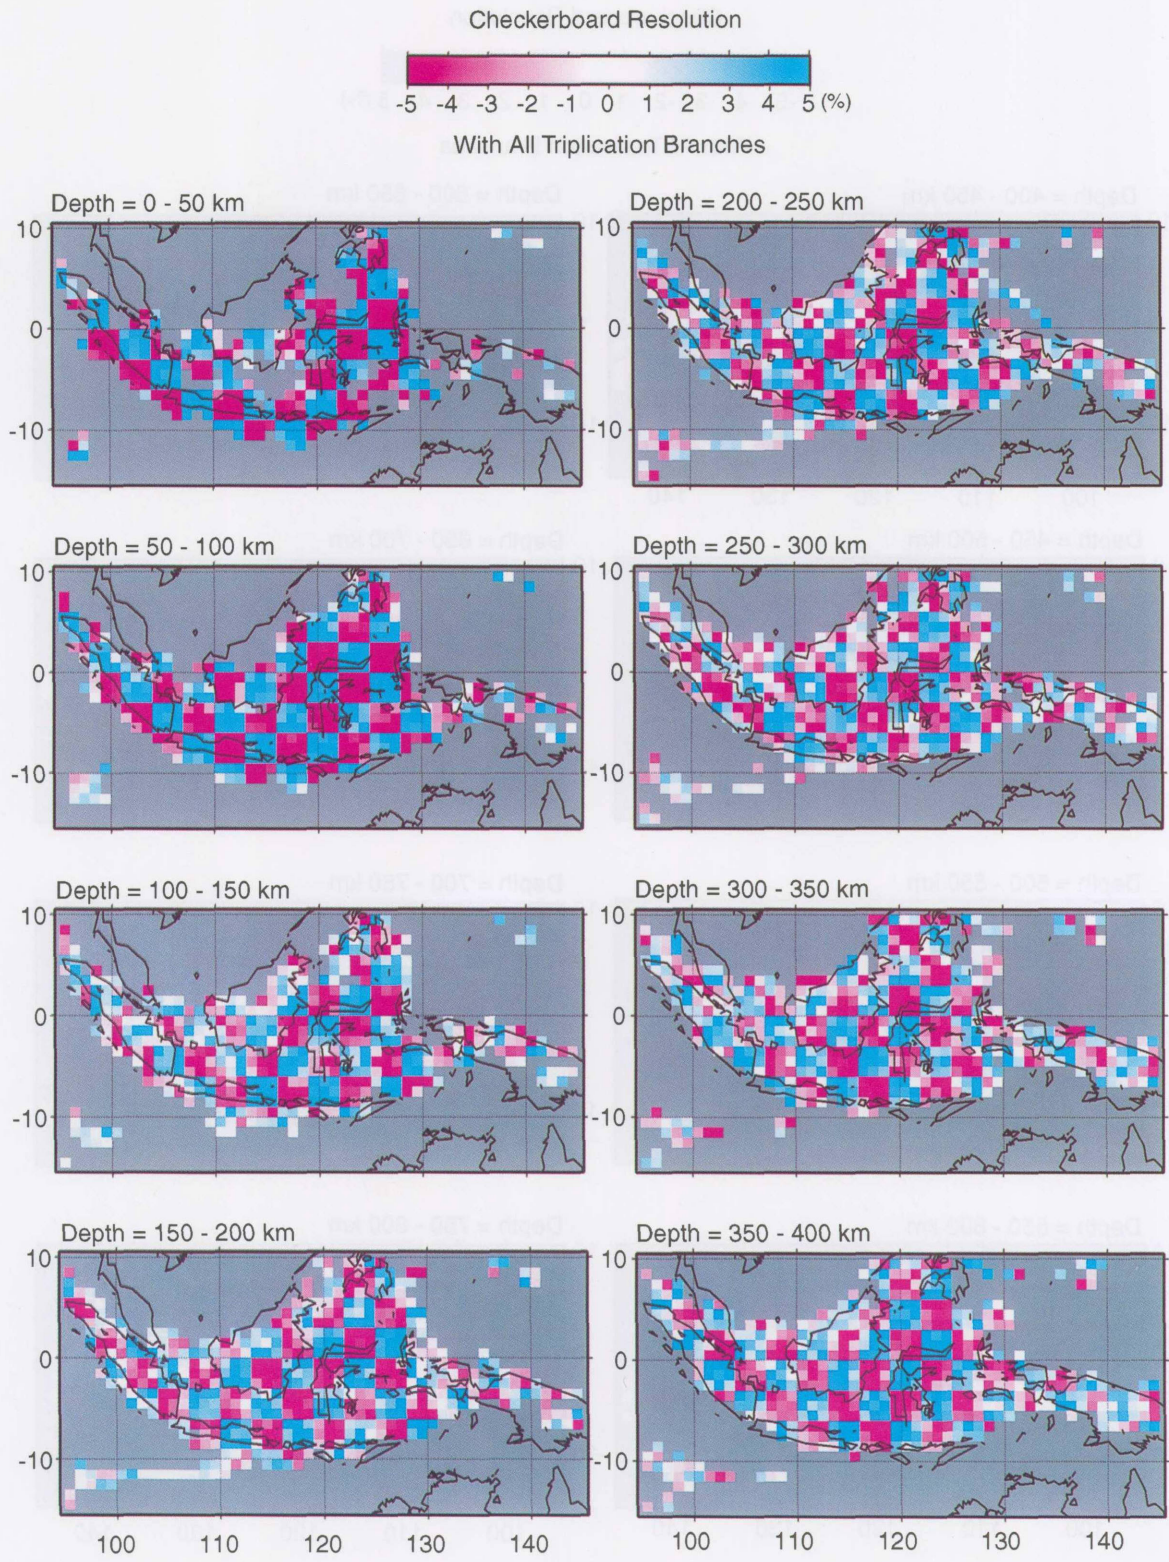 Checkerboard Resolution
-5 -4 -3 -2 -1 0 1 2 3 4 5 (%)
With All Triplication Branches
Depth = 0 - 50 km
Depth = 200 - 250 km
10
0
-10
10
0
-10
Depth = 50 - 100 km
Depth = 250 - 300 km
10
0
-10
10
0
-10
Depth = 100 - 150 km
Depth = 300 - 350 km
10
0
-10
10
0
-10
Depth = 150 - 200 km
Depth = 350 - 400 km
10
0
-10
10
0
-10
100 110 120 130 140
100 110 120 130 140